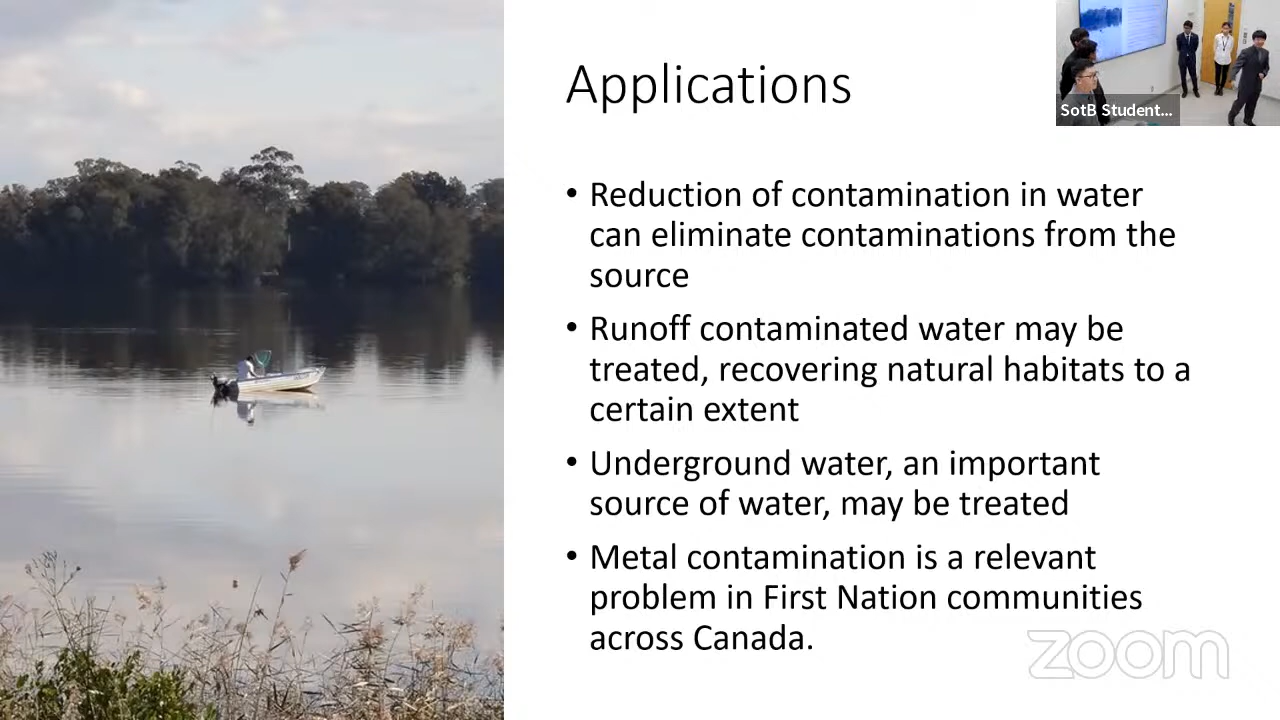 Applications
SotB Student...
• Reduction of contamination in water
can eliminate contaminations from the
source
• Runoff contaminated water may be
treated, recovering natural habitats to a
certain extent
• Underground water, an important
source of water, may be treated
• Metal contamination is a relevant
problem in First Nation communities
across Canada.
zoom